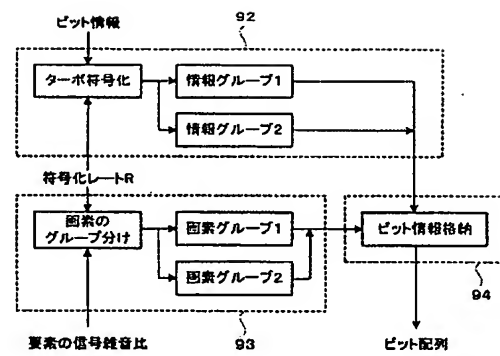 ビット情報
92
ターボ符号化
情報グループ1
情報グループ2
符号化レートR
画素の
グループ分け
画素グループ1
画素グループ2
ビット情報格納
94
要素の信号雑音比
93
ビット配列